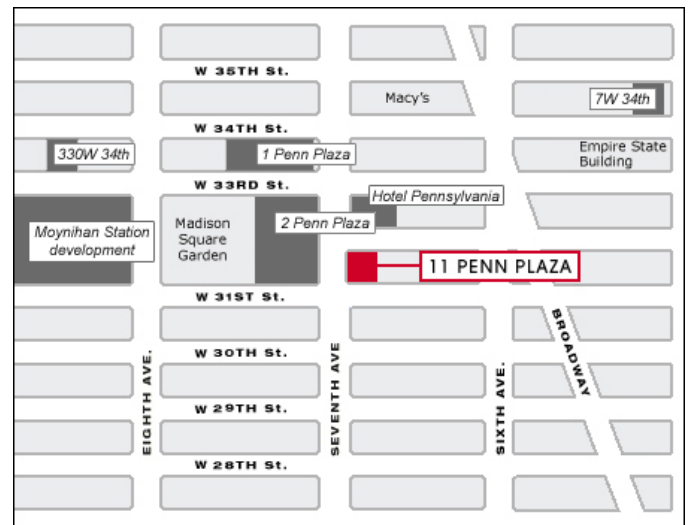 W 35TH St.
Macy's
7W 34th
W 34TH St.
330W 34th
1 Penn Plaza
Empire State
Building
W 33RD St.
Hotel Pennsylvania
Moynihan Station
development
Madison
Square
Garden
2 Penn Plaza
11 PENN PLAZA
W 31ST St.
BROADWAY
W 30TH St.
EIGHTH AVE.
SEVENTH AVE
SIXTH AVE.
W 29TH St.
W 28TH St.